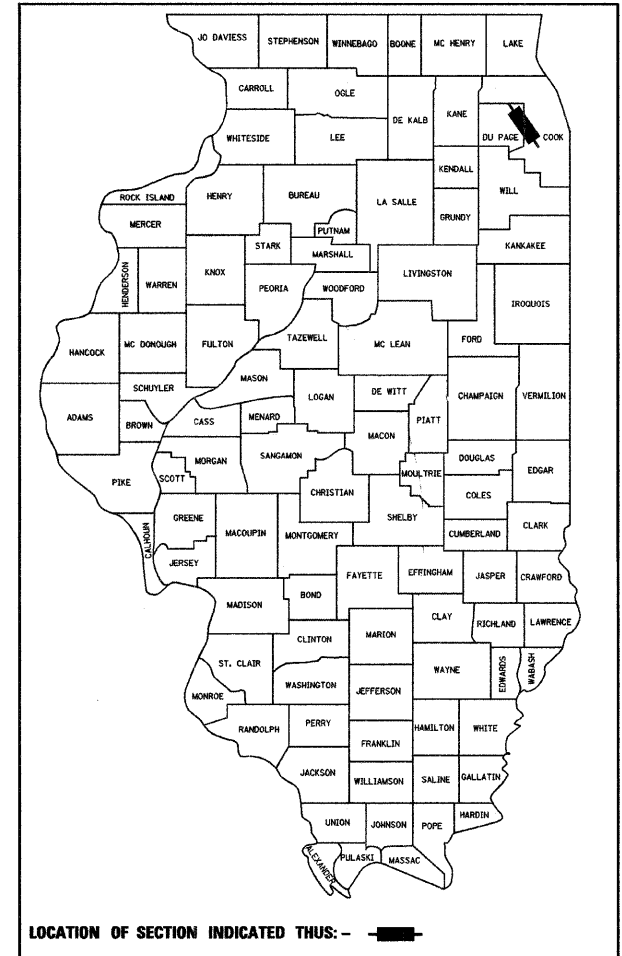 JO DAVIESS STEPHENSON WINNEBAGO BOONE MC HENRY LAKE
CARROLL OGLE
DE KALB KANE
DU PAGE COOK
WHITESIDE LEE
KENDALL
WILL
ROCK ISLAND HENRY BUREAU LA SALLE
GRUNDY
MERCER PUTNAM
STARK MARSHALL KANKAKEE
HENDERSON WARREN KNOX
PEORIA WOODFORD LIVINGSTON
IROQUOIS
HANCOCK MC DONOUGH FULTON TAZEWELL MC LEAN FORD
MASON
SCHUYLER LOGAN DE WITT CHAMPAIGN VERMILION
ADAMS BROWN CASS MENARD PIATT
MACON
MORGAN SANGAMON DOUGLAS
PIKE SCOTT MOULTRIE EDGAR
CHRISTIAN COLES
GREENE SHELBY
CALHOUN MACOUPIN MONTGOMERY CUMBERLAND CLARK
JERSEY
FAYETTE EFFINGHAM JASPER CRAWFORD
MADISON BOND
CLAY RICHLAND LAWRENCE
CLINTON MARION
ST. CLAIR WAYNE EDWARDS WABASH
WASHINGTON JEFFERSON
MONROE
RANDOLPH PERRY HAMILTON WHITE
FRANKLIN
JACKSON WILLIAMSON SALINE GALLATIN
UNION JOHNSON POPE HARDIN
ALEXANDER PULASKI MASSAC
LOCATION OF SECTION INDICATED THUS: -